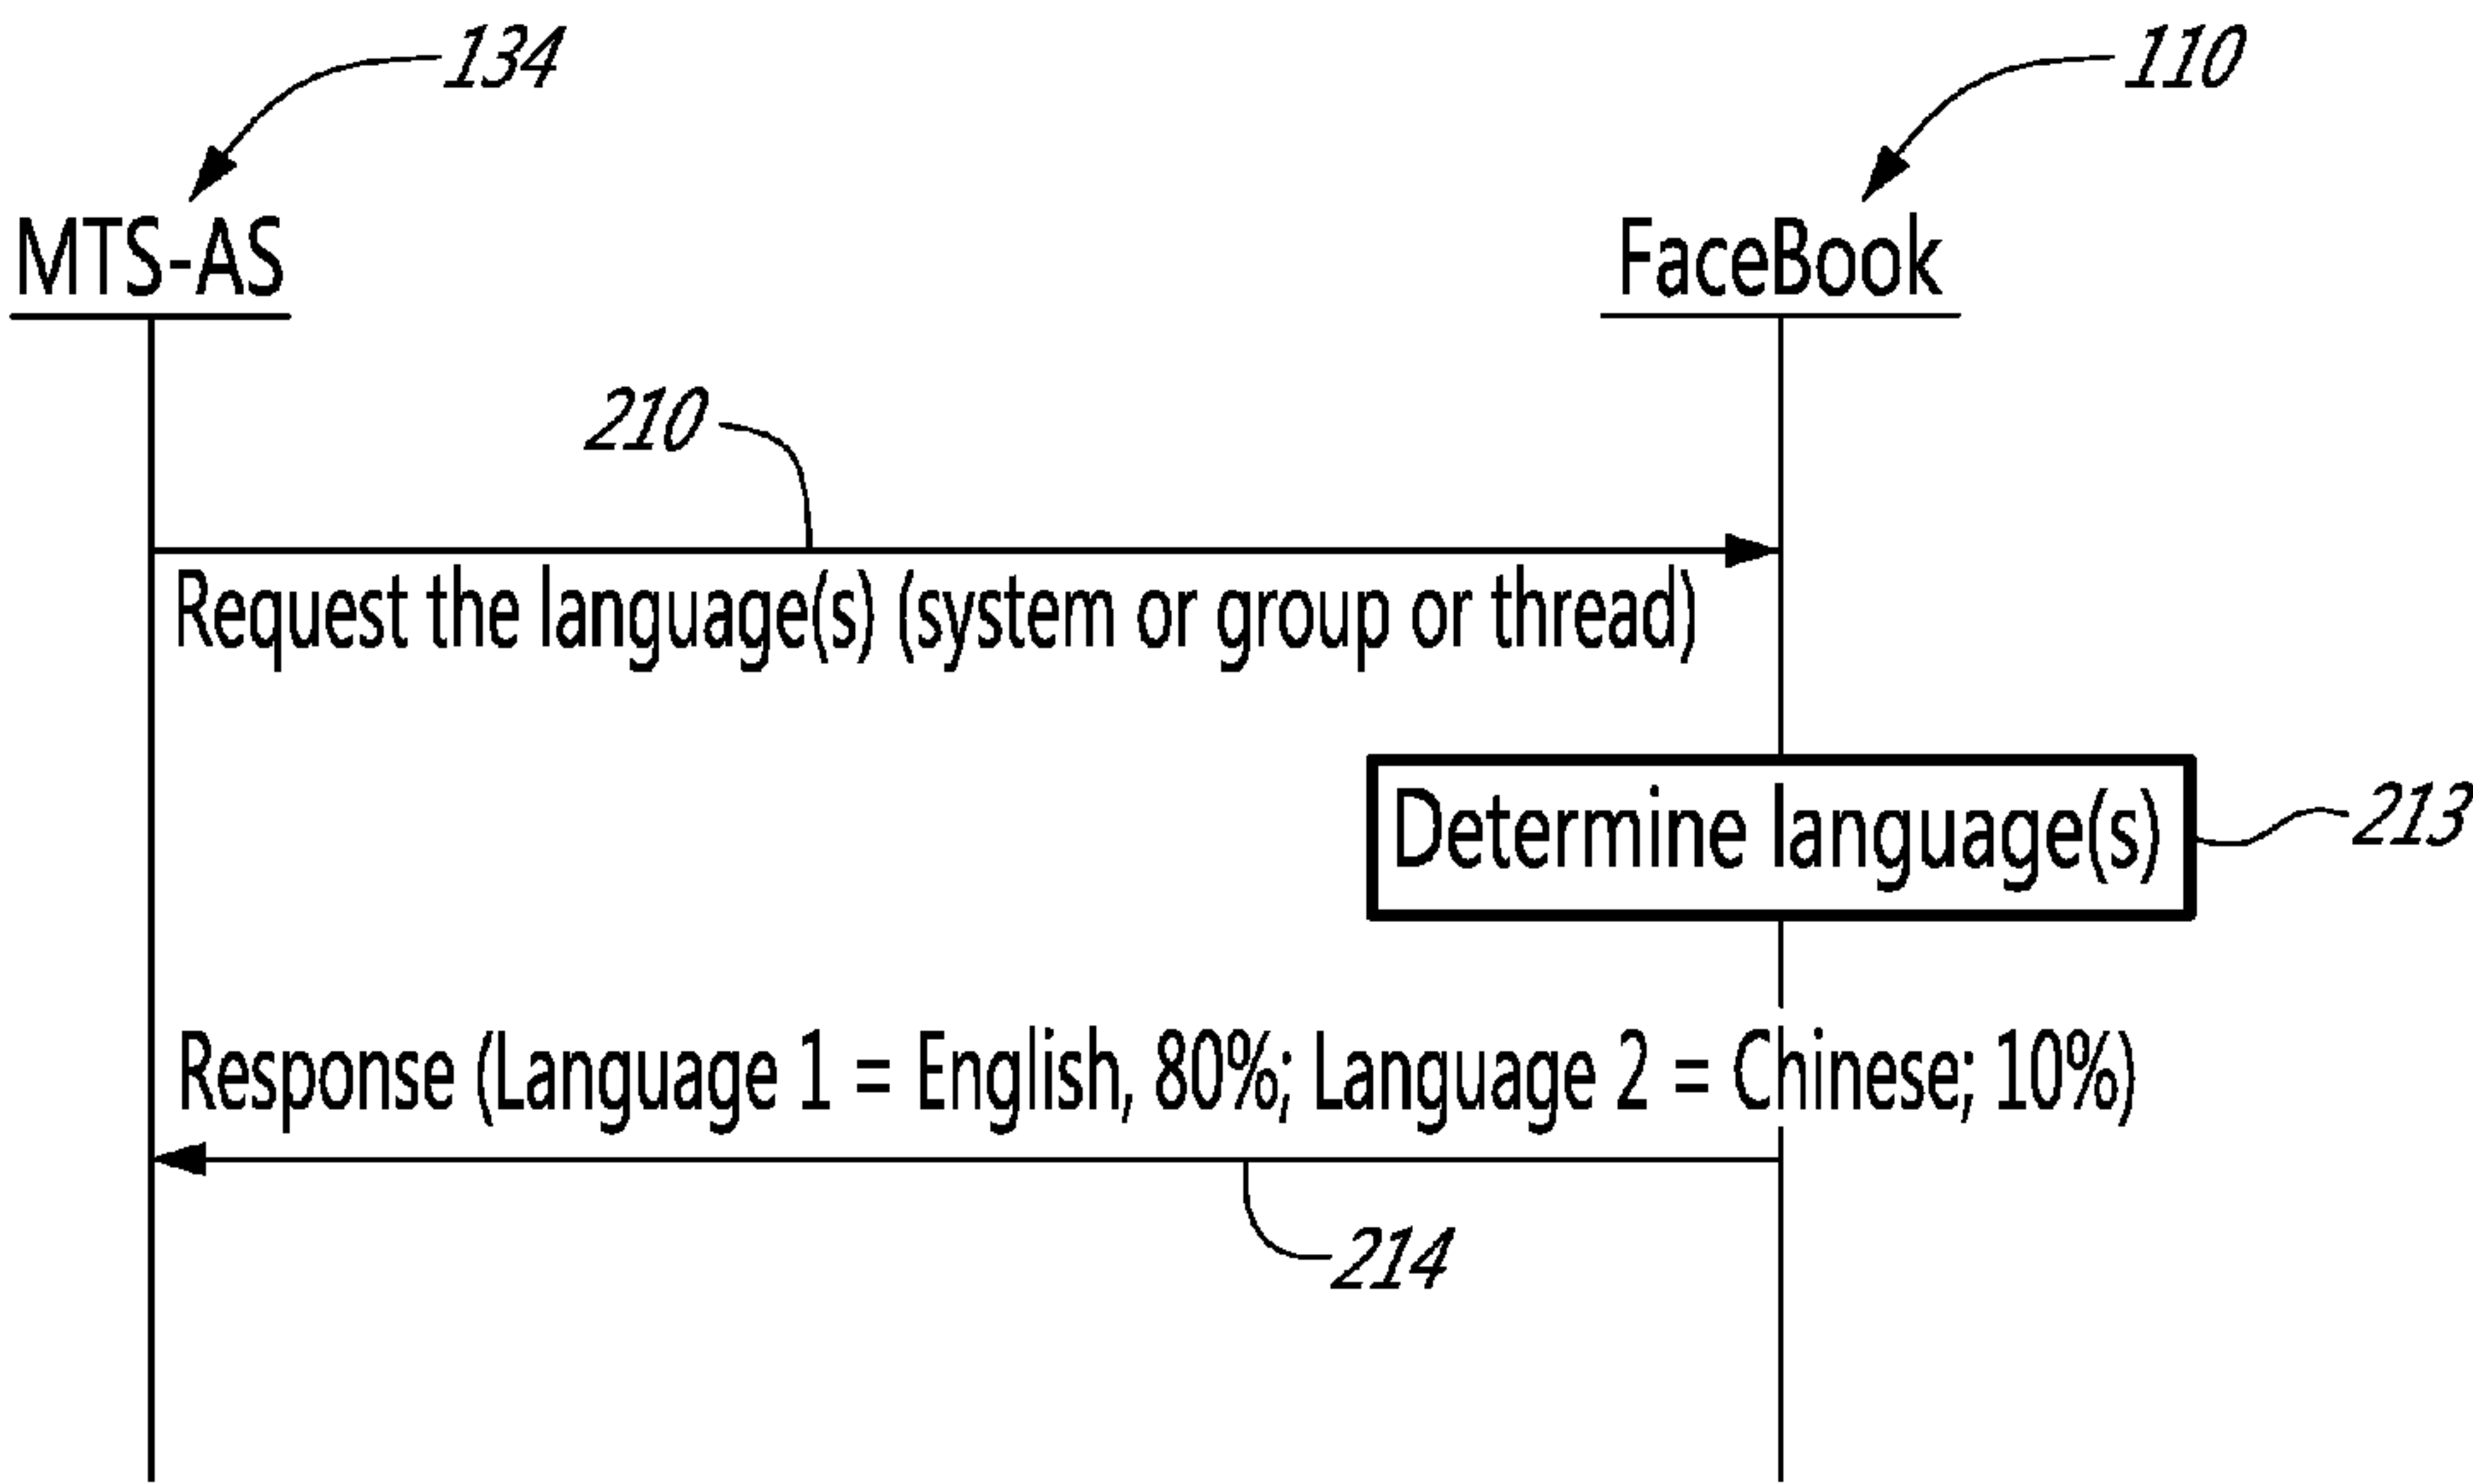 134
110
MTS-AS
FaceBook
210
Request the language(s) (system or group or thread)
Determine language(s)
213
Response (Language 1 = English, 80%; Language 2 = Chinese; 10%)
214